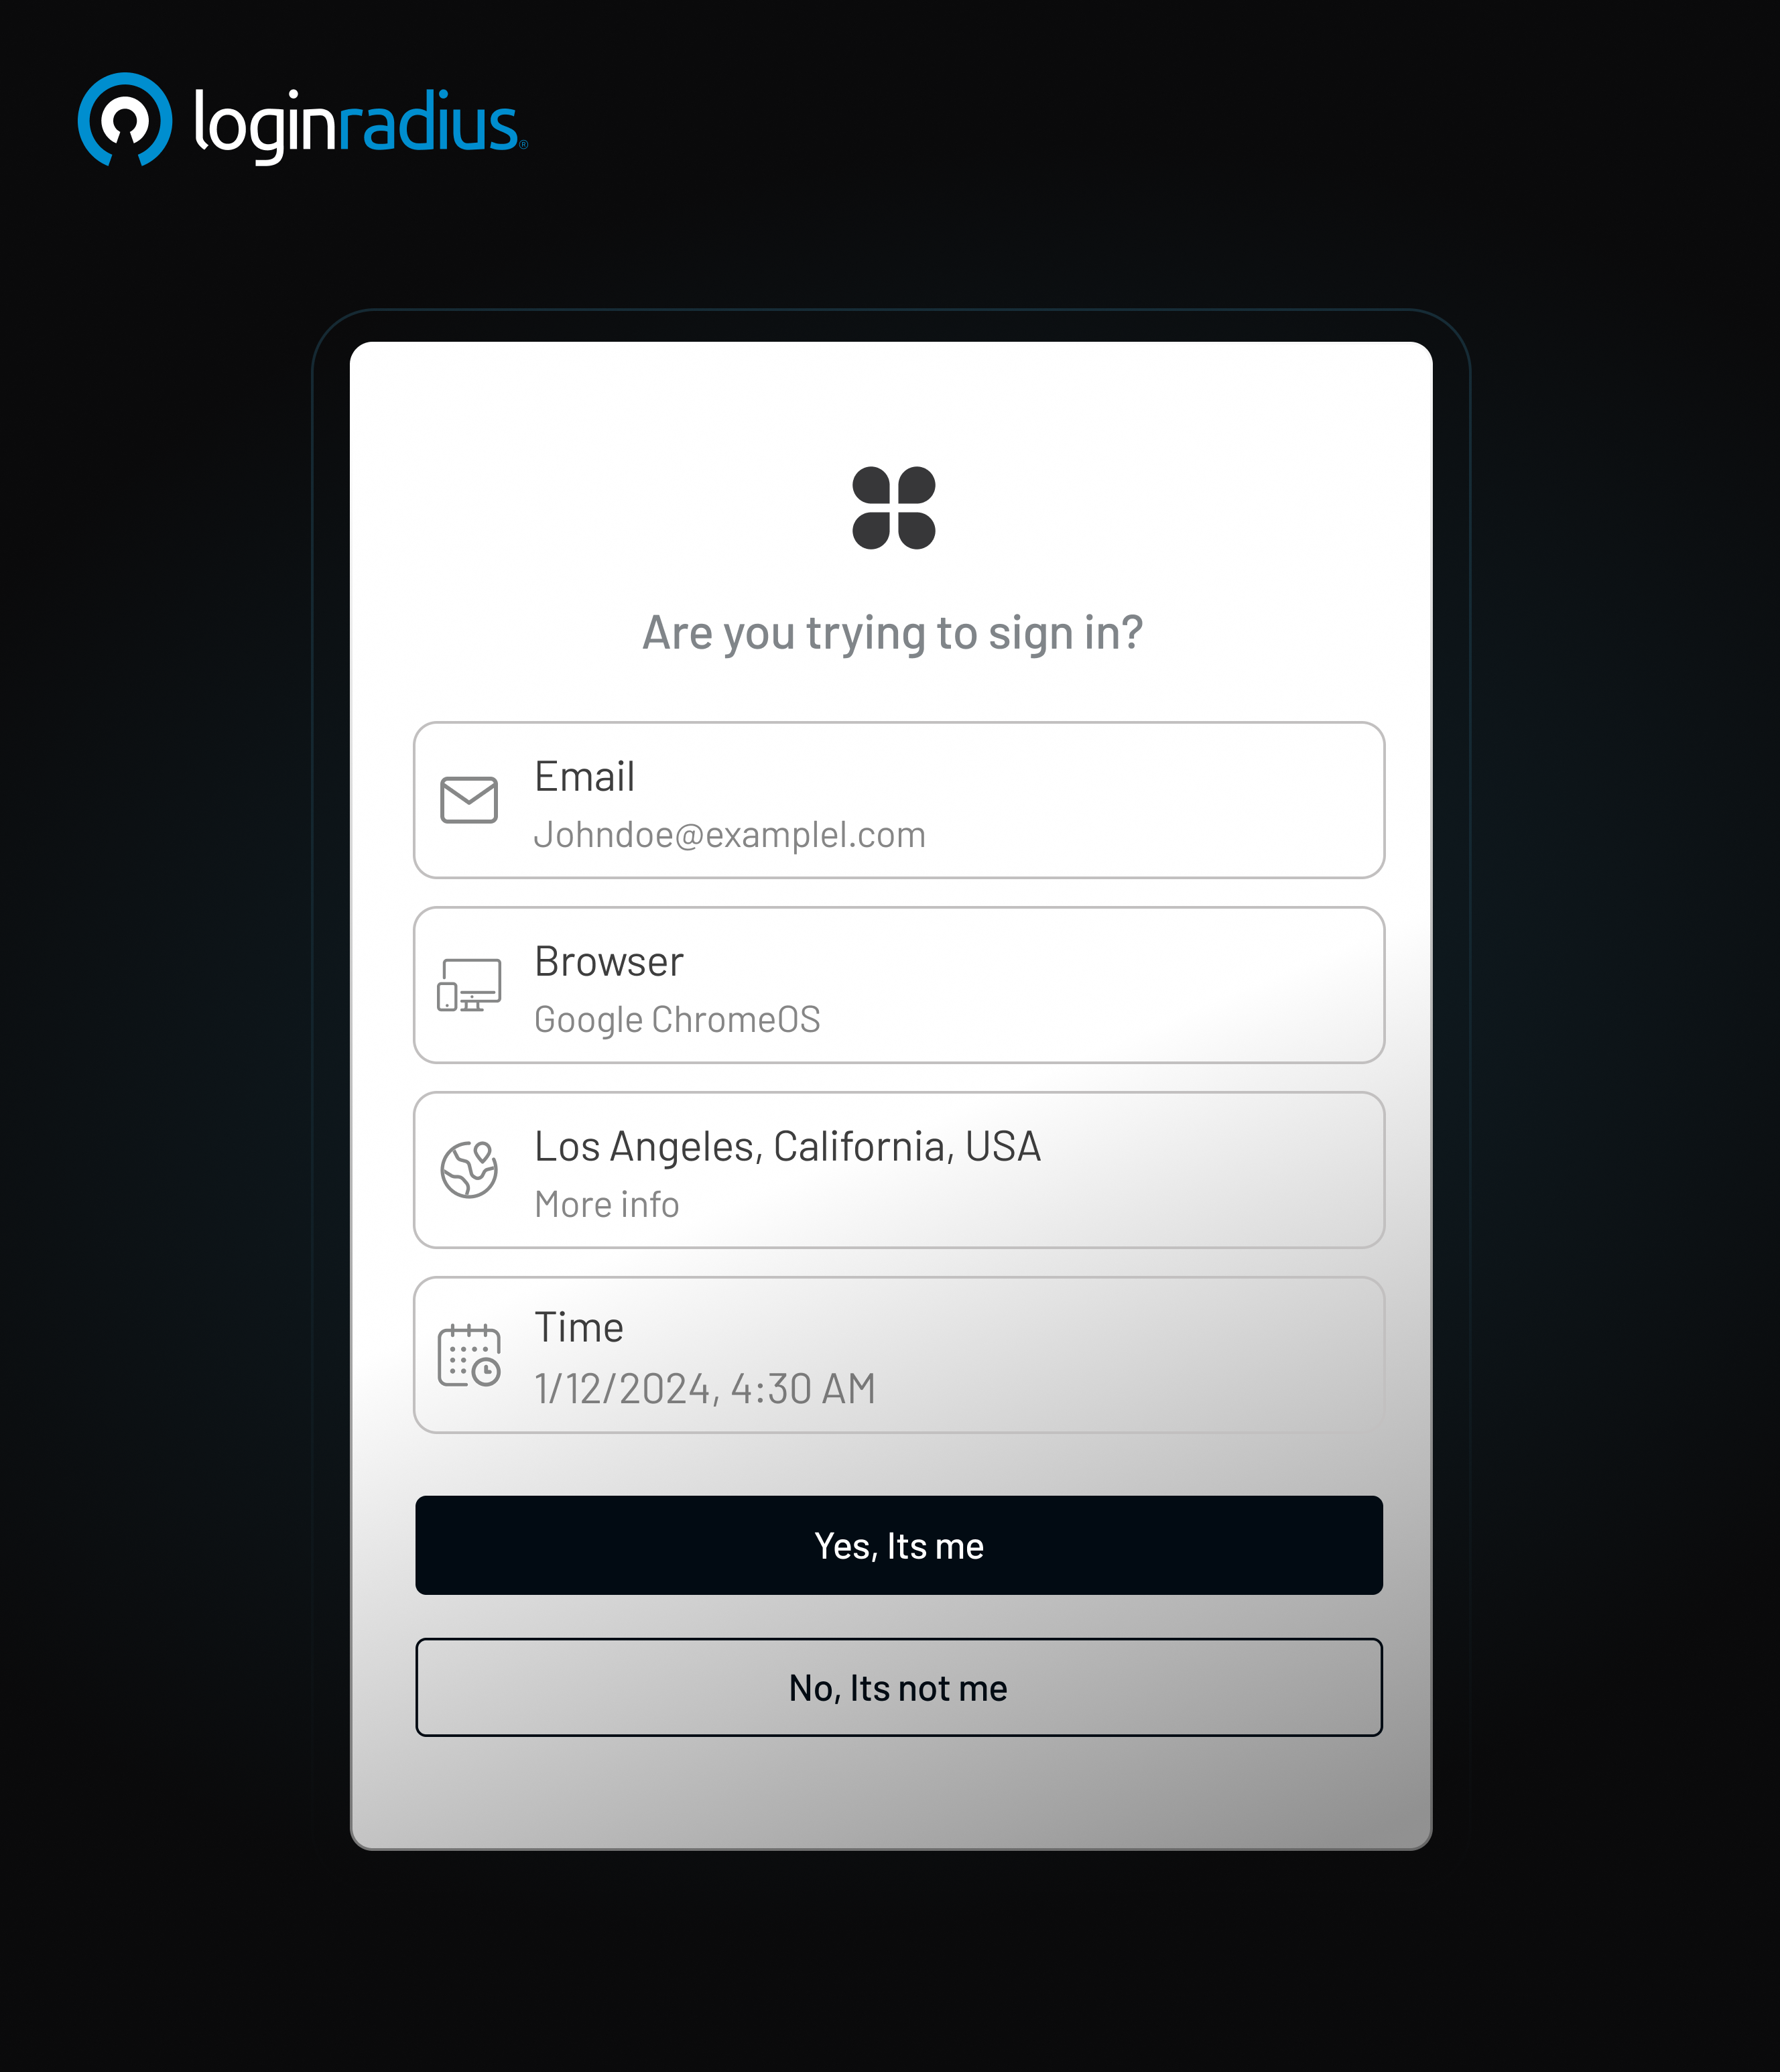 loginradius®
Are you trying to sign in?
Email
Johndoe@examplel.com
Browser
Google ChromeOS
Los Angeles, California, USA
More info
Time
1/12/2024, 4:30 AM
Yes, Its me
No, Its not me